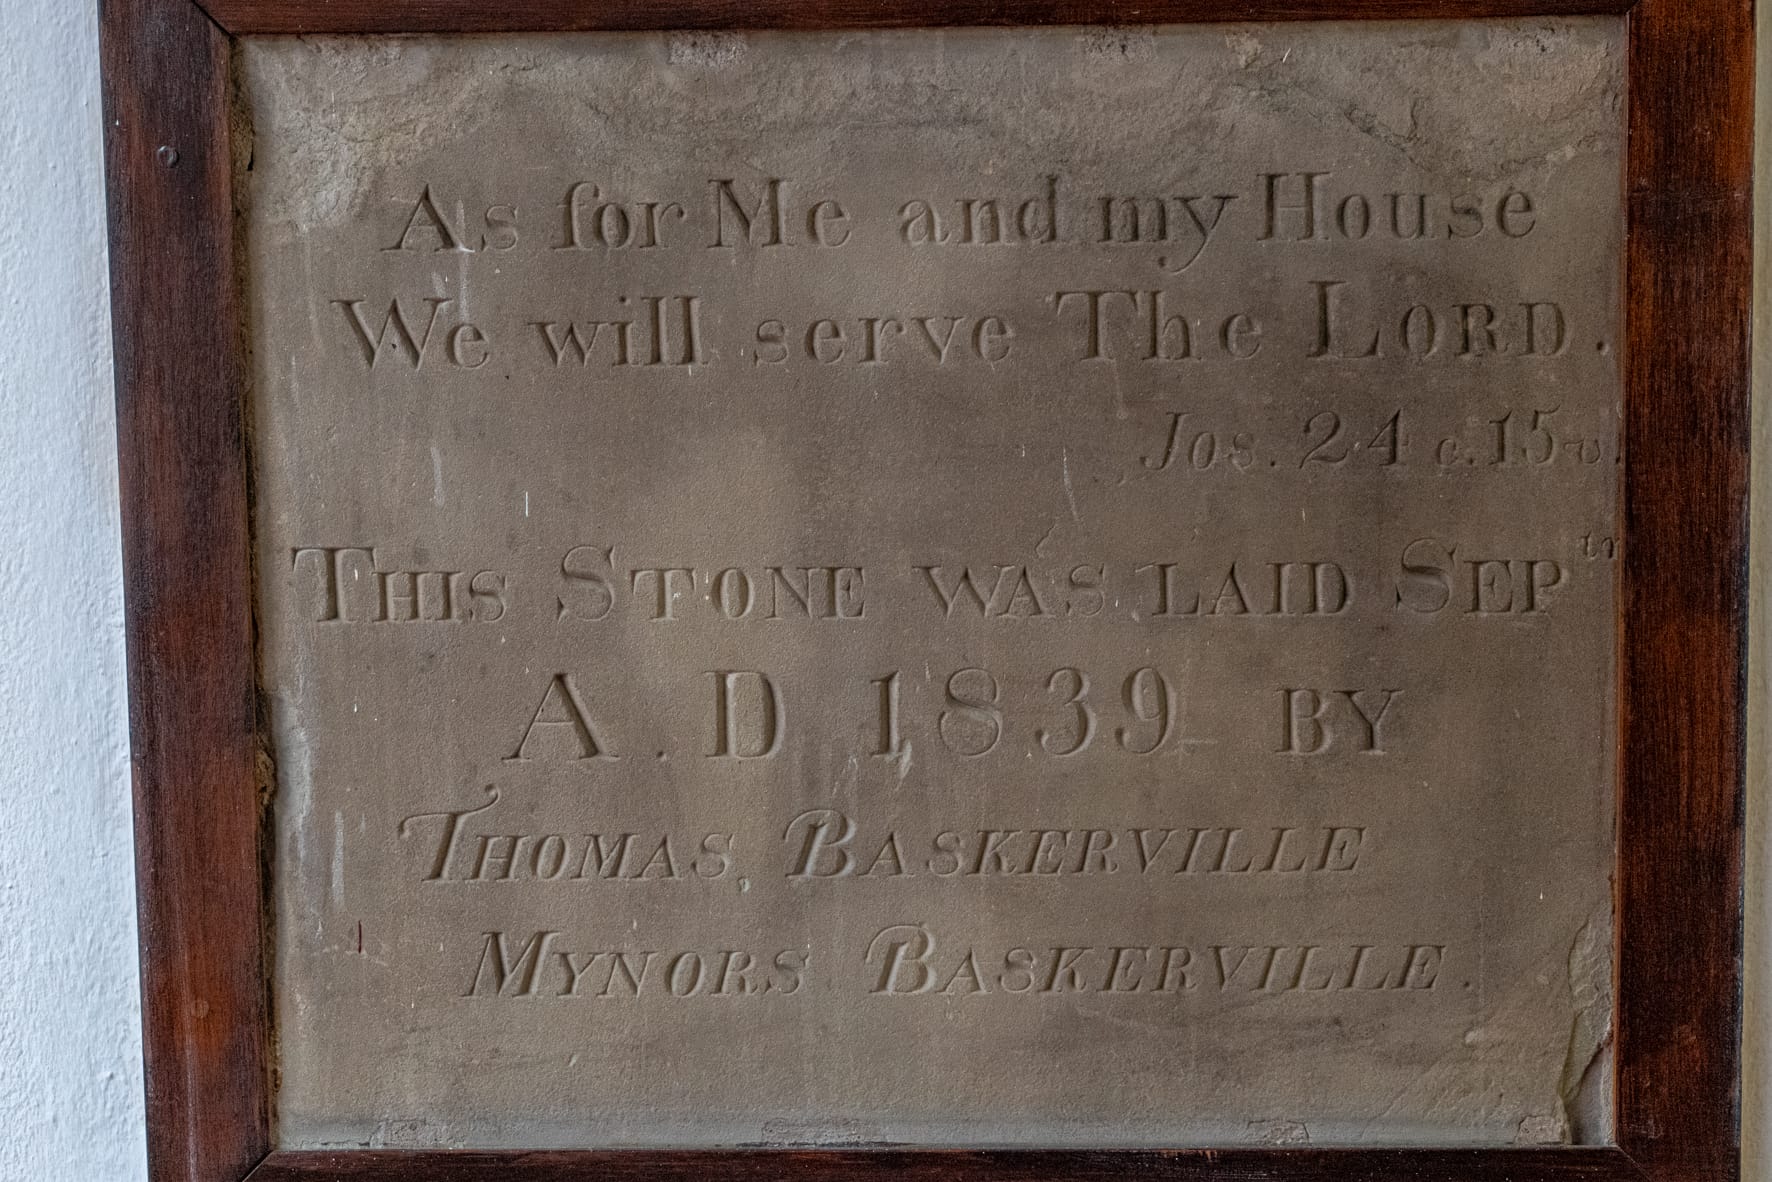 As for Me and my House
We will serve The LORD.
Jos. 24 c. 15 v.
THIS STONE WAS LAID SEPtr
A. D 1839 BY
THOMAS, BASKERVILLE
MYNORS BASKERVILLE.